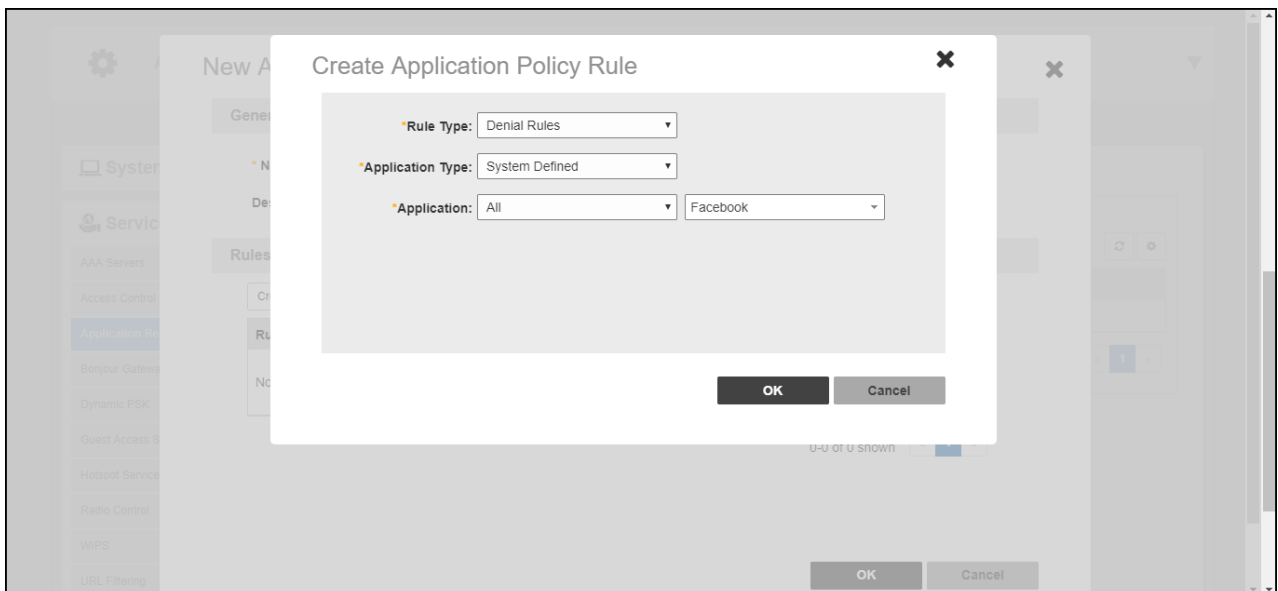 New A
Create Application Policy Rule
Gene
*Rule Type: Denial Rules
* N
*Application Type: System Defined
System
De
*Application: All Facebook
Servic
Rules
AAA Servers
Access Control
Cr
Application Re
Ru
Bonjour Gatewa
1
No
Dynamic PSK
OK Cancel
Guest Access S
0-0 of 0 shown
Hotspot Service
Radio Control
WIPS
URL Filtering
OK Cancel